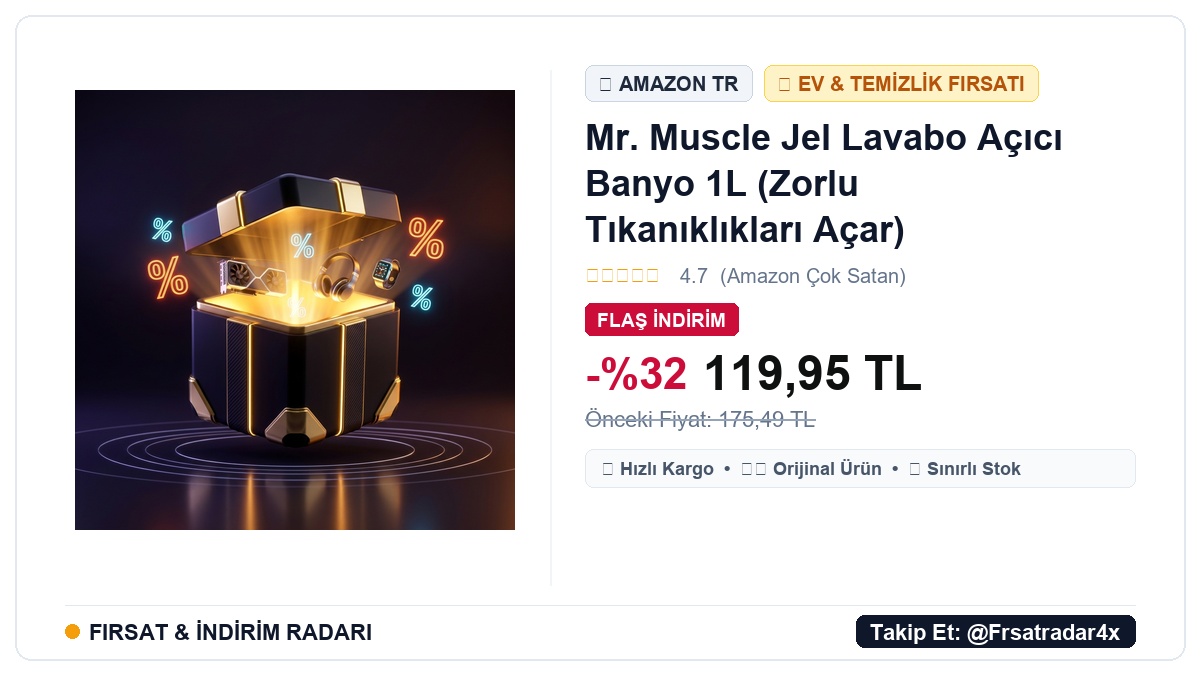 AMAZON TR
EV & TEMİZLİK FIRSATI
Mr. Muscle Jel Lavabo Açıcı
Banyo 1L (Zorlu
Tıkanıklıkları Açar)
4.7 (Amazon Çok Satan)
FLAŞ İNDİRİM
-%32 119,95 TL
Önceki Fiyat: 175,49 TL
Hızlı Kargo • Orijinal Ürün • Sınırlı Stok
% % % % %
FIRSAT & İNDİRİM RADARI
Takip Et: @Frsatradar4x